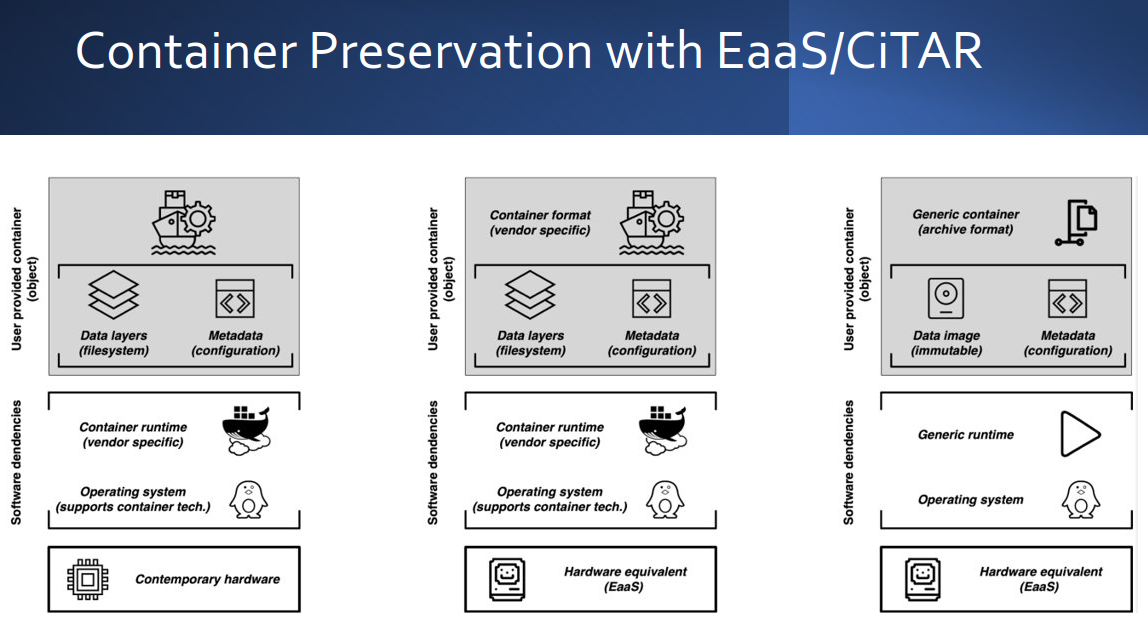 Container Preservation with EaaS/CiTAR
User provided container
(object)
Data layers
(filesystem)
Metadata
(configuration)
Software dendencies
Container runtime
(vendor specific)
Operating system
(supports container tech.)
Contemporary hardware
User provided container
(object)
Container format
(vendor specific)
Data layers
(filesystem)
Metadata
(configuration)
Software dendencies
Container runtime
(vendor specific)
Operating system
(supports container tech.)
Hardware equivalent
(EaaS)
User provided container
(object)
Generic container
(archive format)
Data image
(immutable)
Metadata
(configuration)
Software dendencies
Generic runtime
Operating system
Hardware equivalent
(EaaS)